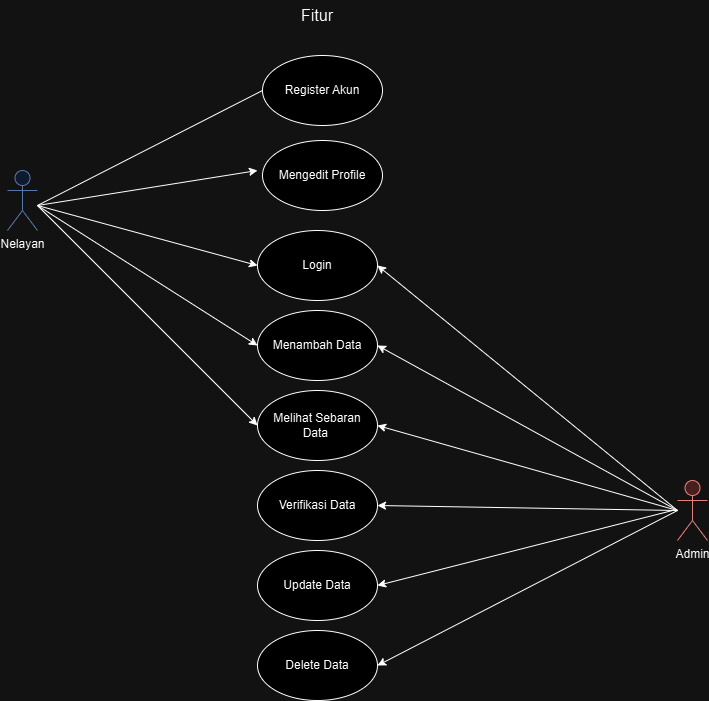 Fitur
Register Akun
Mengedit Profile
Nelayan
Login
Menambah Data
Melihat Sebaran
Data
Verifikasi Data
Admin
Update Data
Delete Data